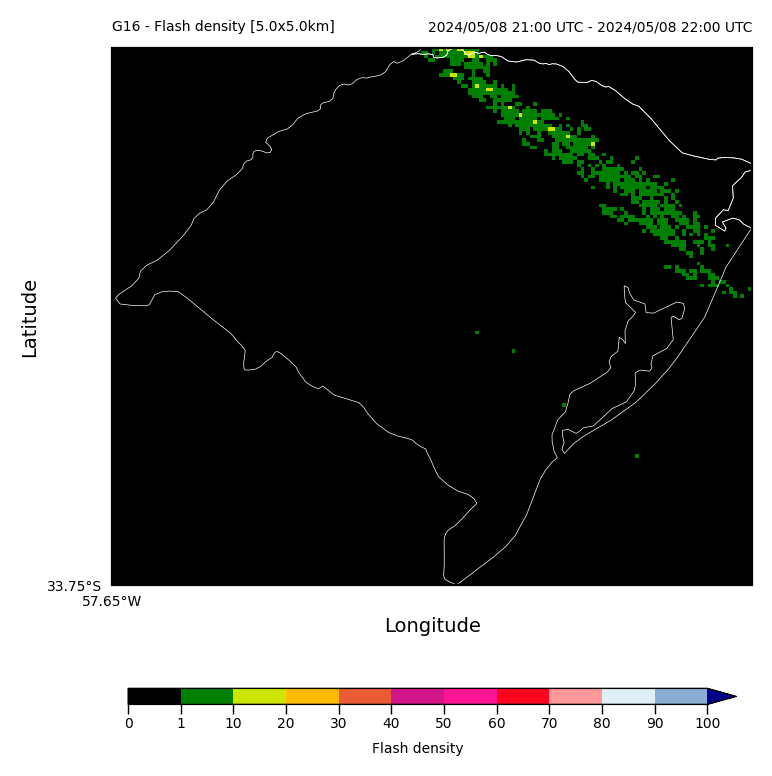 G16 - Flash density [5.0x5.0km]
2024/05/08 21:00 UTC - 2024/05/08 22:00 UTC
Latitude
33.75°S
57.65°W
Longitude
0 1 10 20 30 40 50 60 70 80 90 100
Flash density